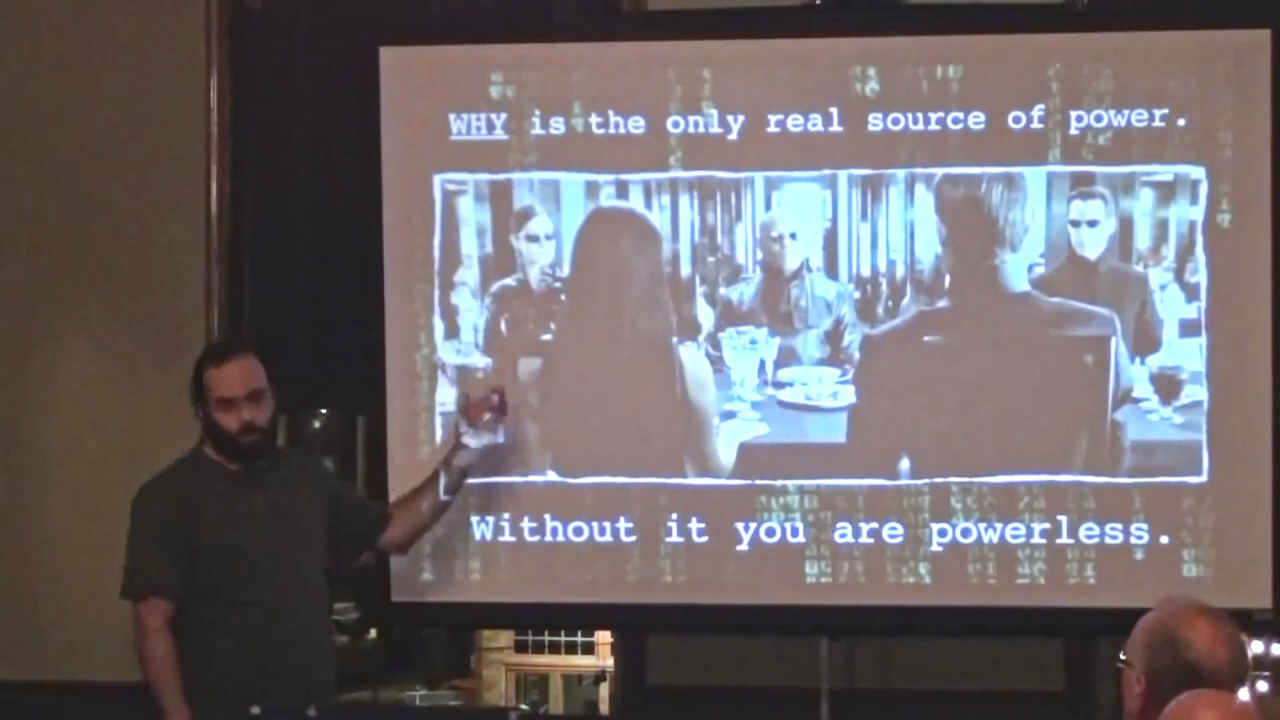 WHY is the only real source of power.
Without it you are powerless.